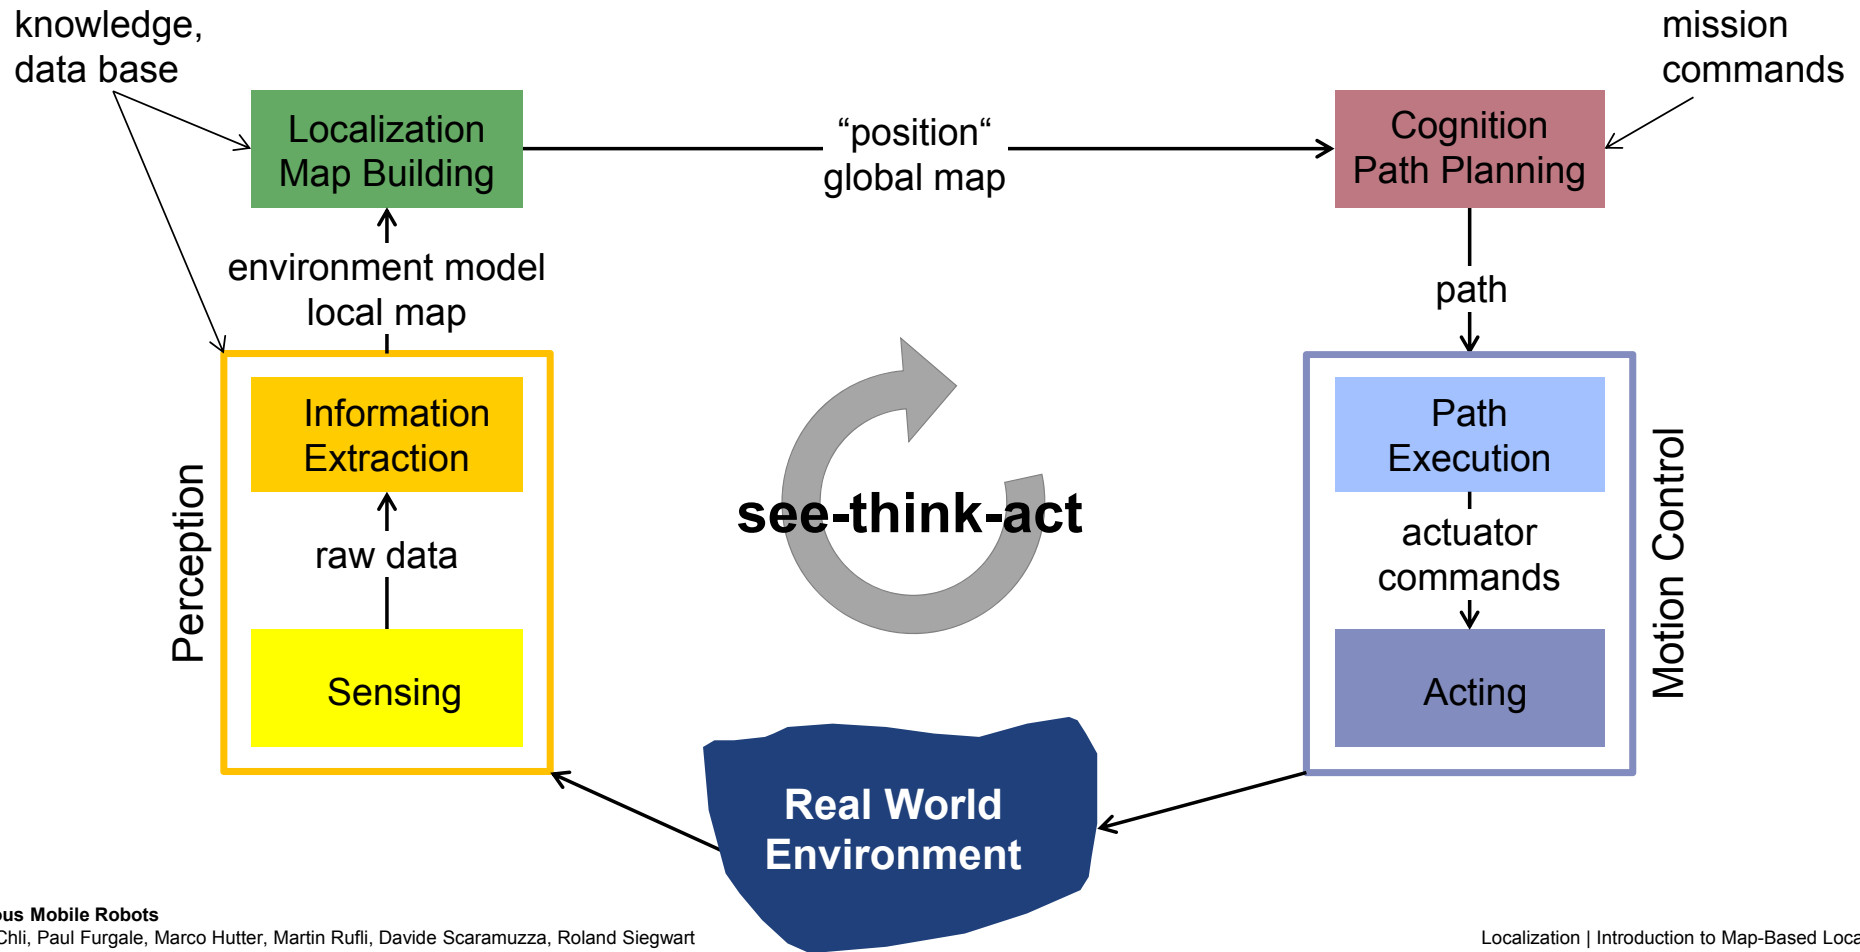 knowledge,
data base
mission
commands
Localization
Map Building
“position“
global map
Cognition
Path Planning
environment model
local map
path
Information
Extraction
raw data
Sensing
Perception
see-think-act
Path
Execution
actuator
commands
Acting
Motion Control
Real World
Environment
Mobile Robots
Chli, Paul Furgale, Marco Hutter, Martin Rufli, Davide Scaramuzza, Roland Siegwart
Localization | Introduction to Map-Based